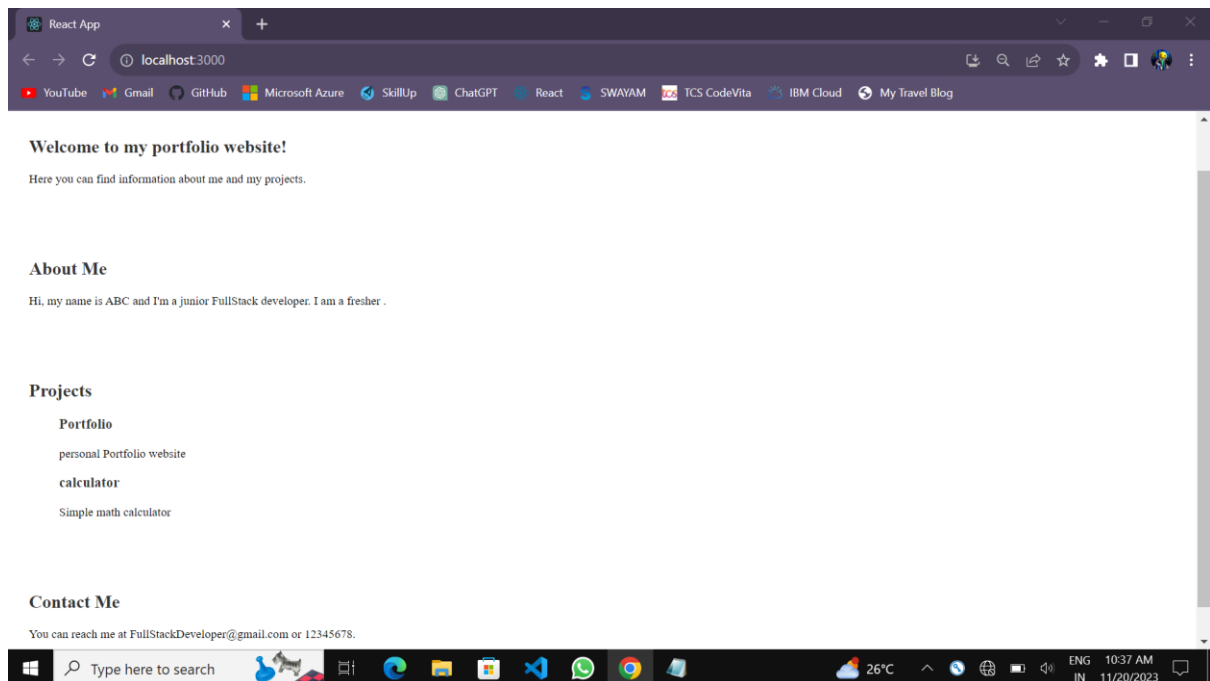 React App
localhost:3000
YouTube Gmail GitHub Microsoft Azure SkillUp ChatGPT React SWAYAM TCS CodeVita IBM Cloud My Travel Blog
Welcome to my portfolio website!
Here you can find information about me and my projects.
About Me
Hi, my name is ABC and I'm a junior FullStack developer. I am a fresher .
Projects
Portfolio
personal Portfolio website
calculator
Simple math calculator
Contact Me
You can reach me at FullStackDeveloper@gmail.com or 12345678.
Type here to search 26°C ENG 10:37 AM
IN 11/20/2023